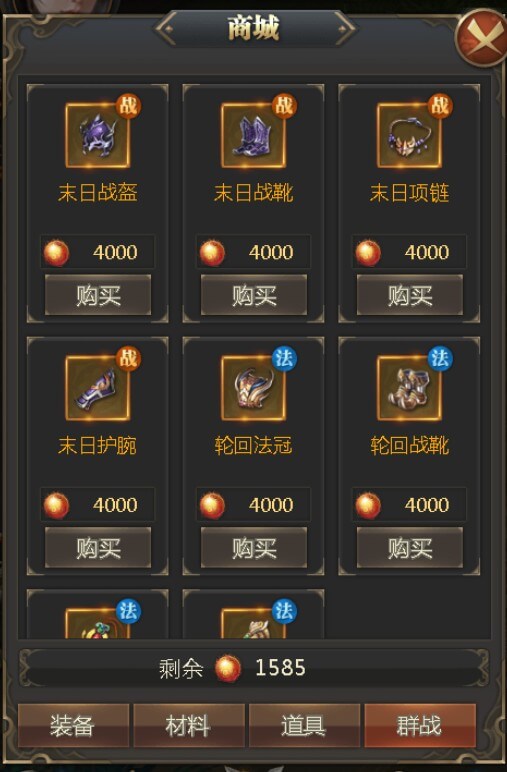 商城
战 战 战
末日战盔 末日战靴 末日项链
4000 4000 4000
购买 购买 购买
战 法 法
末日护腕 轮回法冠 轮回战靴
4000 4000 4000
购买 购买 购买
法 法
剩余 1585
装备 材料 道具 群战